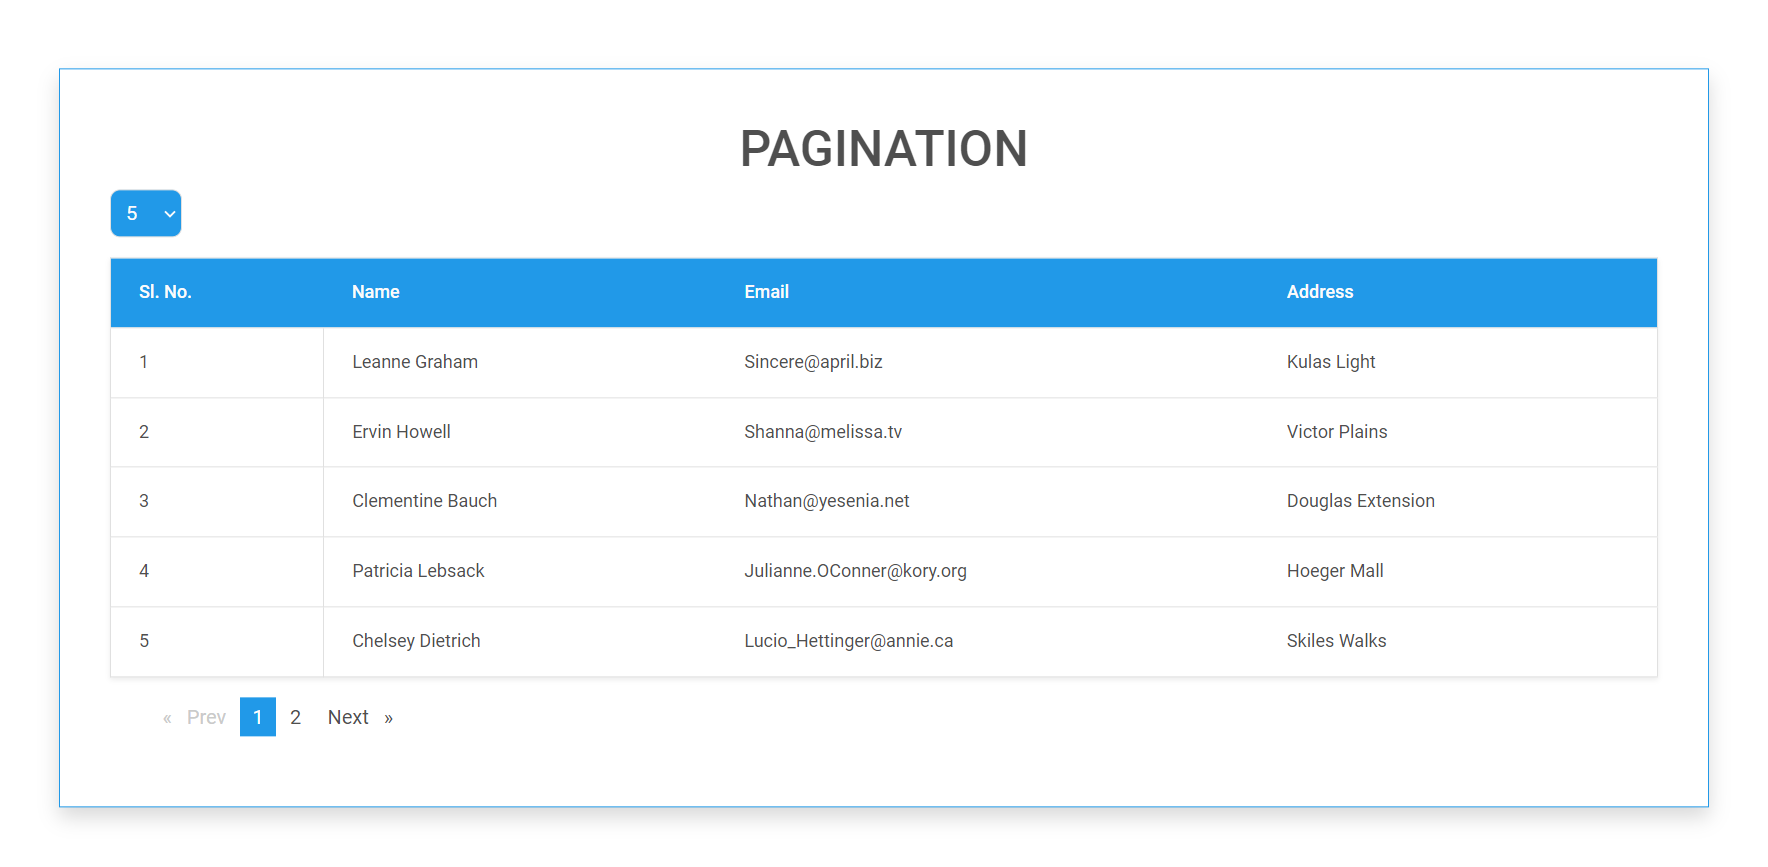 PAGINATION
5
Sl. No. Name Email Address
1 Leanne Graham Sincere@april.biz Kulas Light
2 Ervin Howell Shanna@melissa.tv Victor Plains
3 Clementine Bauch Nathan@yesenia.net Douglas Extension
4 Patricia Lebsack Julianne.OConner@kory.org Hoeger Mall
5 Chelsey Dietrich Lucio_Hettinger@annie.ca Skiles Walks
« Prev 1 2 Next »